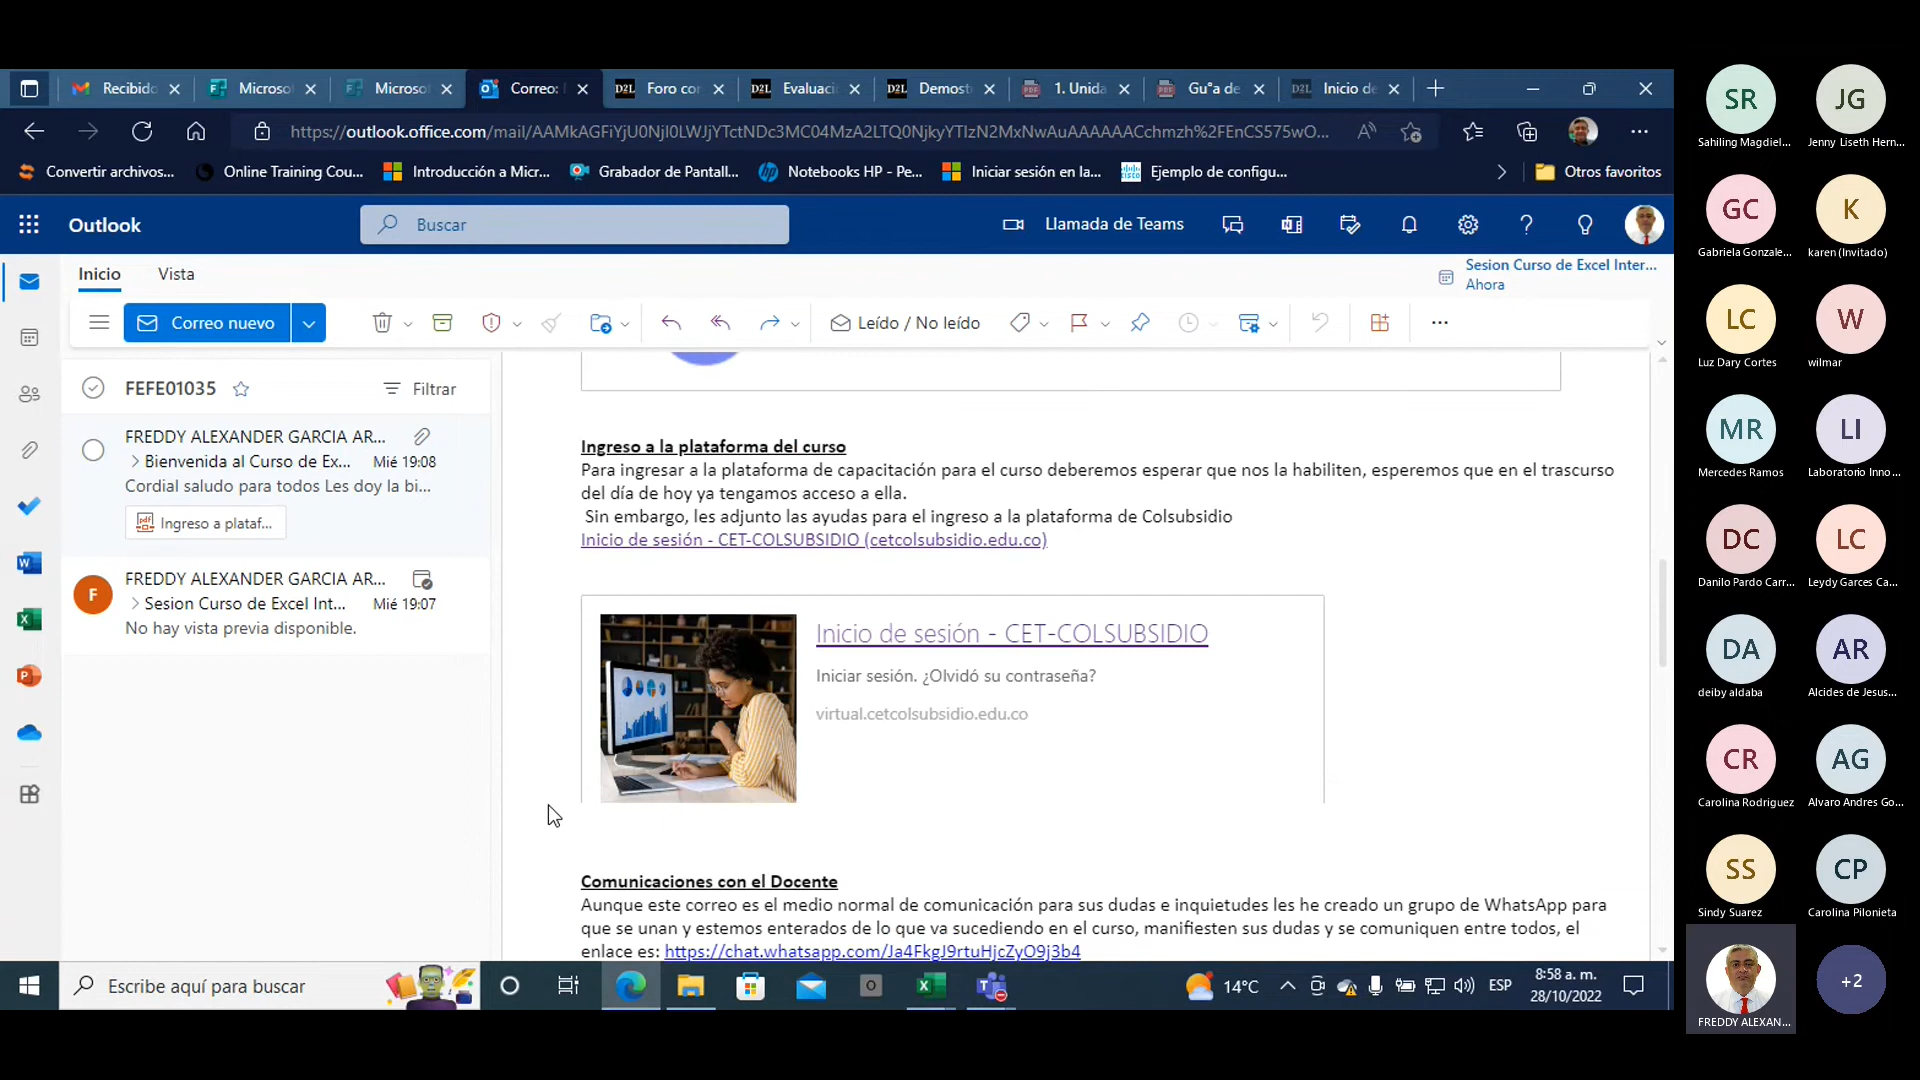 Recibido
Microso
Microso
Correo:
D2L Foro co
D2L Evaluaci
D2L Demost
1. Unida
Gu°a de
D2L Inicio de
https://outlook.office.com/mail/AAMkAGFiYjU0NjI0LWJjYTctNDc3MC04MzA2LTQ0NjkyYTIzN2MxNwAuAAAAAACchmzh%2FEnCS575wO...
Convertir archivos...
Online Training Cou...
Introducción a Micr...
Grabador de Pantall...
Notebooks HP - Pe...
Iniciar sesión en la...
Ejemplo de configu...
Otros favoritos
Outlook
Buscar
Llamada de Teams
Inicio
Vista
Sesion Curso de Excel Inter...
Ahora
Correo nuevo
Leído / No leído
FEFE01035
Filtrar
FREDDY ALEXANDER GARCIA AR...
Bienvenida al Curso de Ex... Mié 19:08
Cordial saludo para todos Les doy la bi...
Ingreso a plataf...
F
FREDDY ALEXANDER GARCIA AR...
Sesion Curso de Excel Int... Mié 19:07
No hay vista previa disponible.
Ingreso a la plataforma del curso
Para ingresar a la plataforma de capacitación para el curso deberemos esperar que nos la habiliten, esperemos que en el trascurso
del día de hoy ya tengamos acceso a ella.
Sin embargo, les adjunto las ayudas para el ingreso a la plataforma de Colsubsidio
Inicio de sesión - CET-COLSUBSIDIO (cetcolsubsidio.edu.co)
Inicio de sesión - CET-COLSUBSIDIO
Iniciar sesión. ¿Olvidó su contraseña?
virtual.cetcolsubsidio.edu.co
Comunicaciones con el Docente
Aunque este correo es el medio normal de comunicación para sus dudas e inquietudes les he creado un grupo de WhatsApp para
que se unan y estemos enterados de lo que va sucediendo en el curso, manifiesten sus dudas y se comuniquen entre todos, el
enlace es: https://chat.whatsapp.com/Ja4FkgJ9rtuHjcZyO9j3b4
Escribe aquí para buscar
14°C
ESP
8:58 a. m.
28/10/2022
SR
Sahiling Magdiel...
JG
Jenny Liseth Hern...
GC
Gabriela Gonzale...
K
karen (Invitado)
LC
Luz Dary Cortes
W
wilmar
MR
Mercedes Ramos
LI
Laboratorio Inno...
DC
Danilo Pardo Carr...
LC
Leydy Garces Ca...
DA
deiby aldaba
AR
Alcides de Jesus...
CR
Carolina Rodriguez
AG
Alvaro Andres Go...
SS
Sindy Suarez
CP
Carolina Pilonieta
FREDDY ALEXAN...
+2